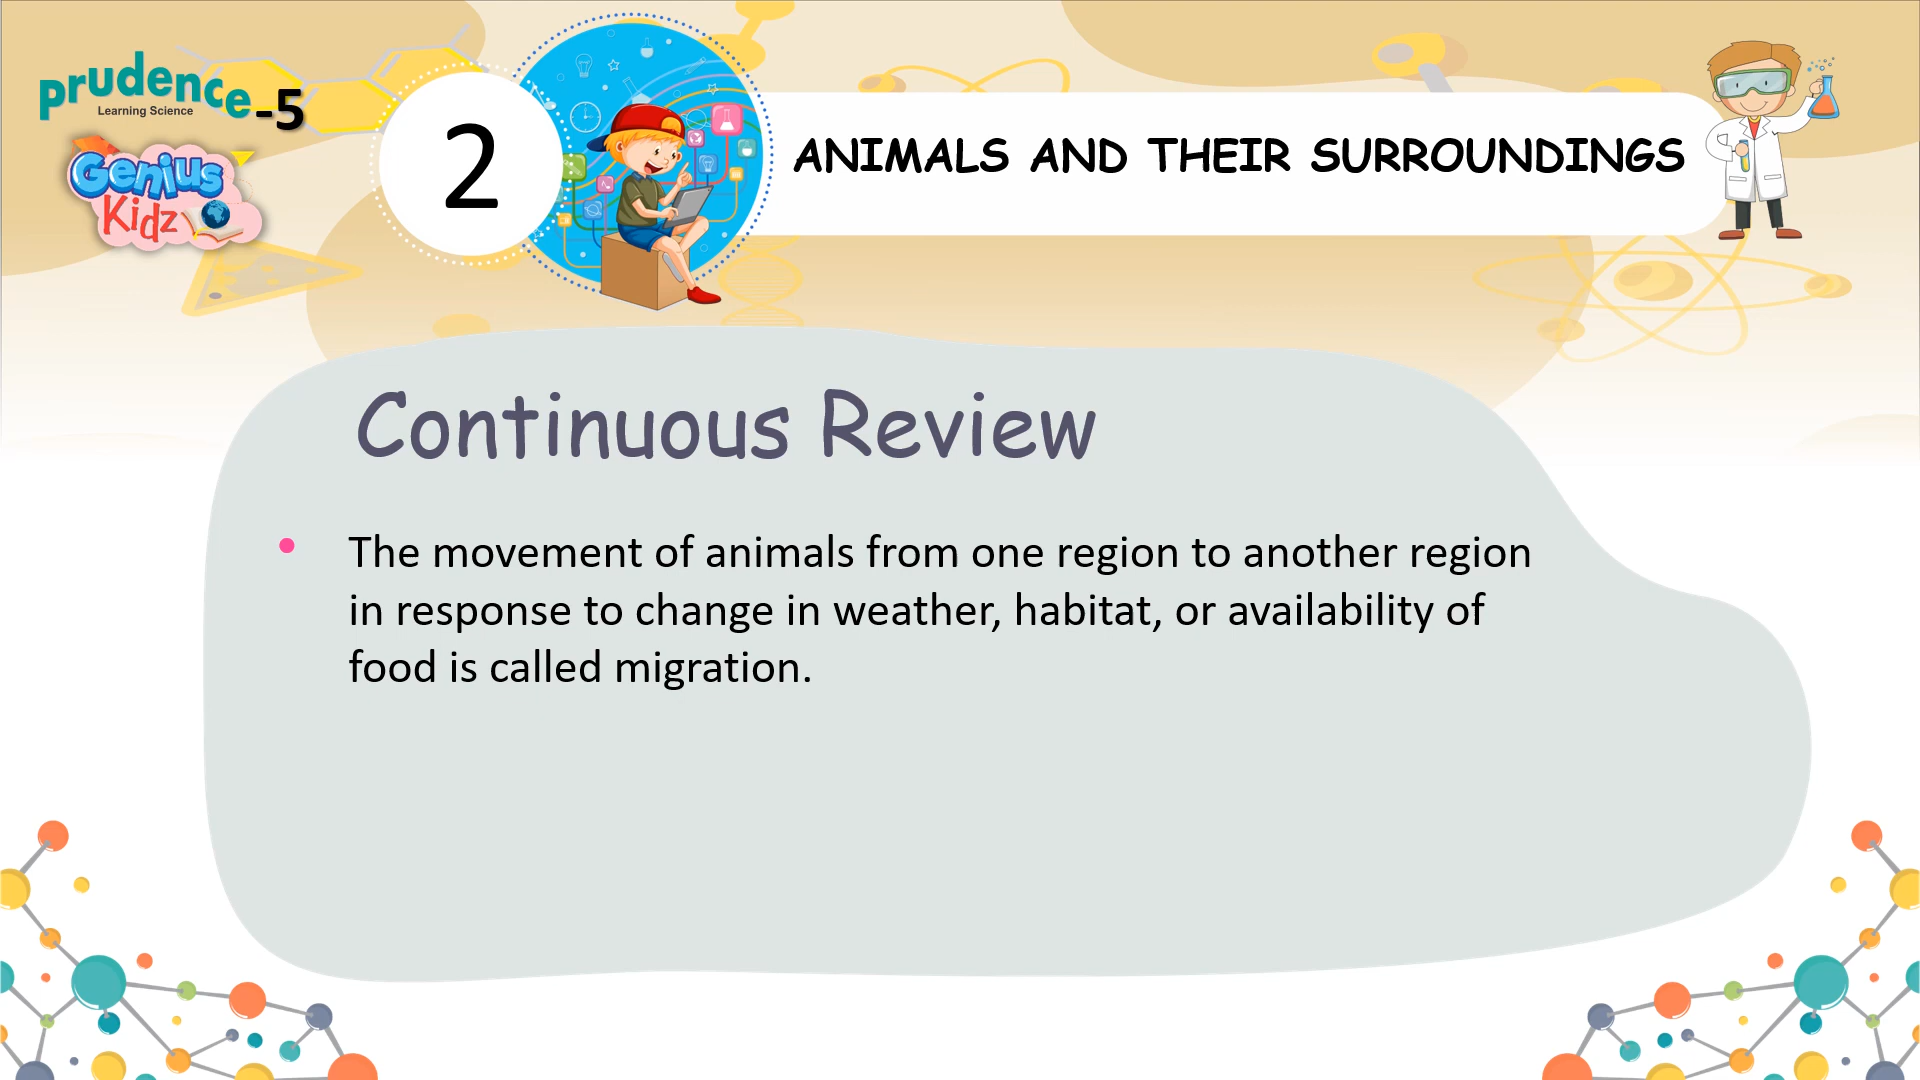 prudence-5
Learning Science
Genius
Kidz
2
ANIMALS AND THEIR SURROUNDINGS
Continuous Review
• The movement of animals from one region to another region
in response to change in weather, habitat, or availability of
food is called migration.